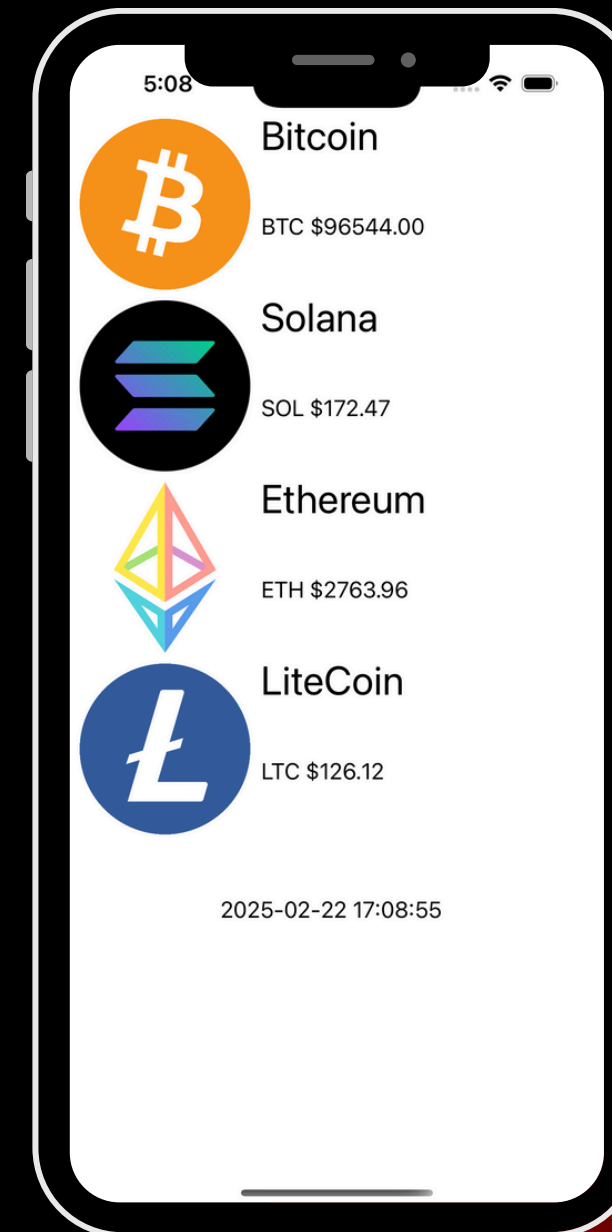 5:08
Bitcoin
BTC $96544.00
Solana
SOL $172.47
Ethereum
ETH $2763.96
LiteCoin
LTC $126.12
2025-02-22 17:08:55